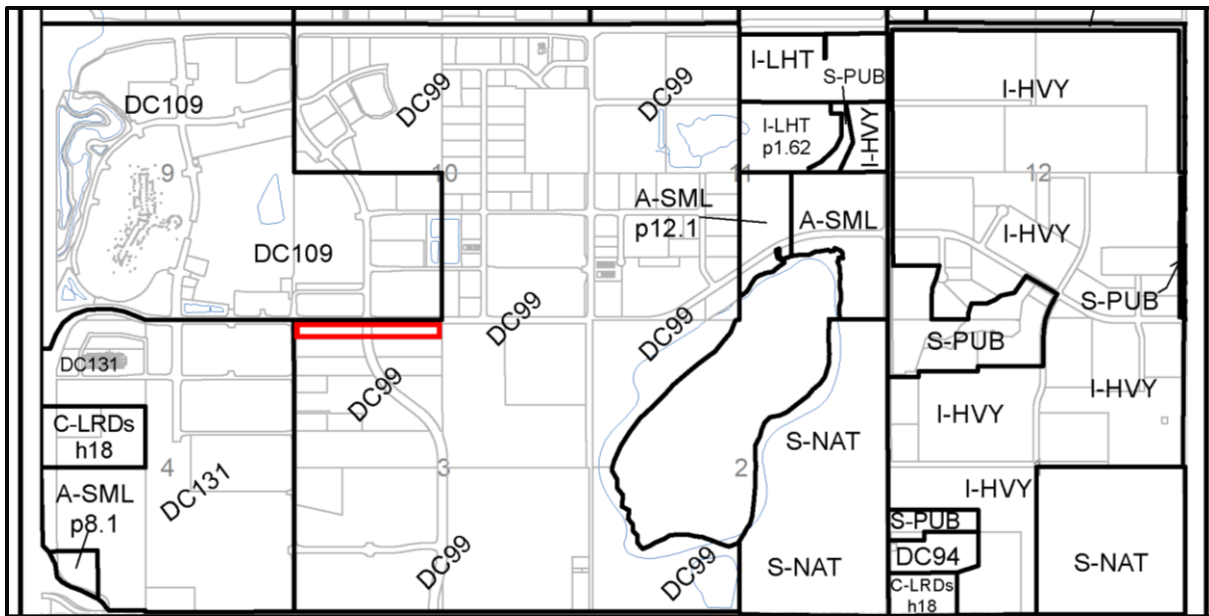 I-LHT
S-PUB
I-HVY
DC109
DC99
DC99
I-LHT
p1.62
I-HVY
9
10
11
12
A-SML
p12.1
A-SML
I-HVY
DC109
S-PUB
DC99
DC99
S-PUB
DC131
DC99
I-HVY
C-LRDs
h18
I-HVY
S-NAT
4
3
2
1
DC131
A-SML
p8.1
I-HVY
S-PUB
DC94
DC99
DC99
S-NAT
S-NAT
C-LRDs
h18